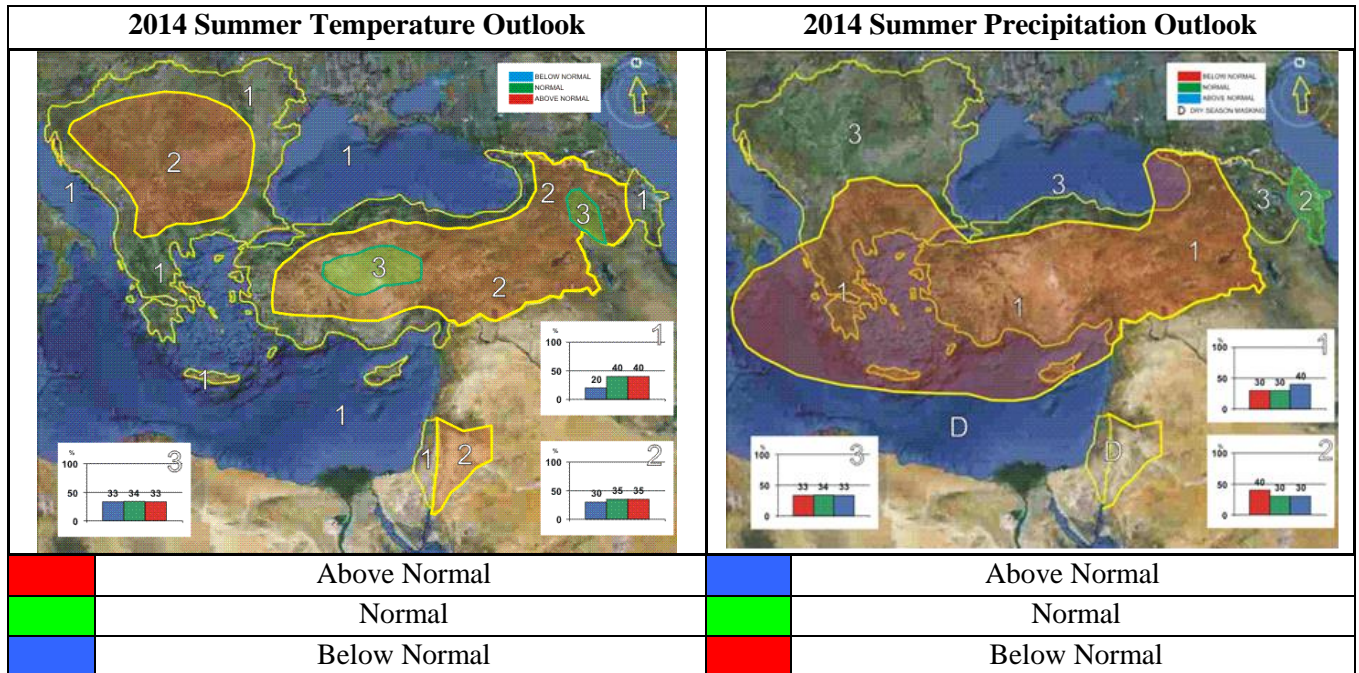 2014 Summer Temperature Outlook
2014 Summer Precipitation Outlook
BELOW NORMAL
NORMAL
ABOVE NORMAL
N
1
2
1
1
2
3
1
1
3
2
1
1
1
2
%
100
50
0
20 40 40
1
%
100
50
0
33 34 33
3
%
100
50
0
30 35 35
2
BELOW NORMAL
NORMAL
ABOVE NORMAL
D DRY SEASON MASKING
N
3
3
3
2
1
1
1
D
D
%
100
50
0
30 30 40
1
%
100
50
0
33 34 33
3
%
100
50
0
40 30 30
2
Above Normal
Above Normal
Normal
Normal
Below Normal
Below Normal